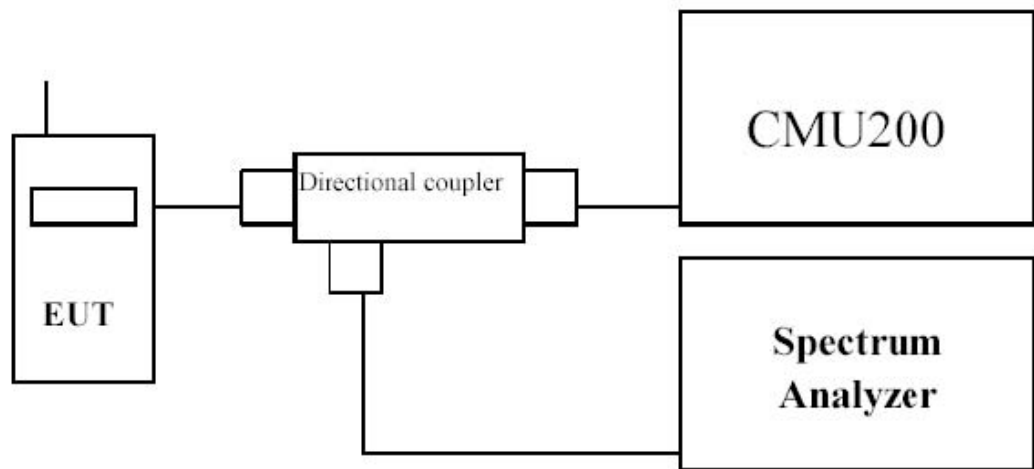 CMU200
Directional coupler
EUT
Spectrum
Analyzer